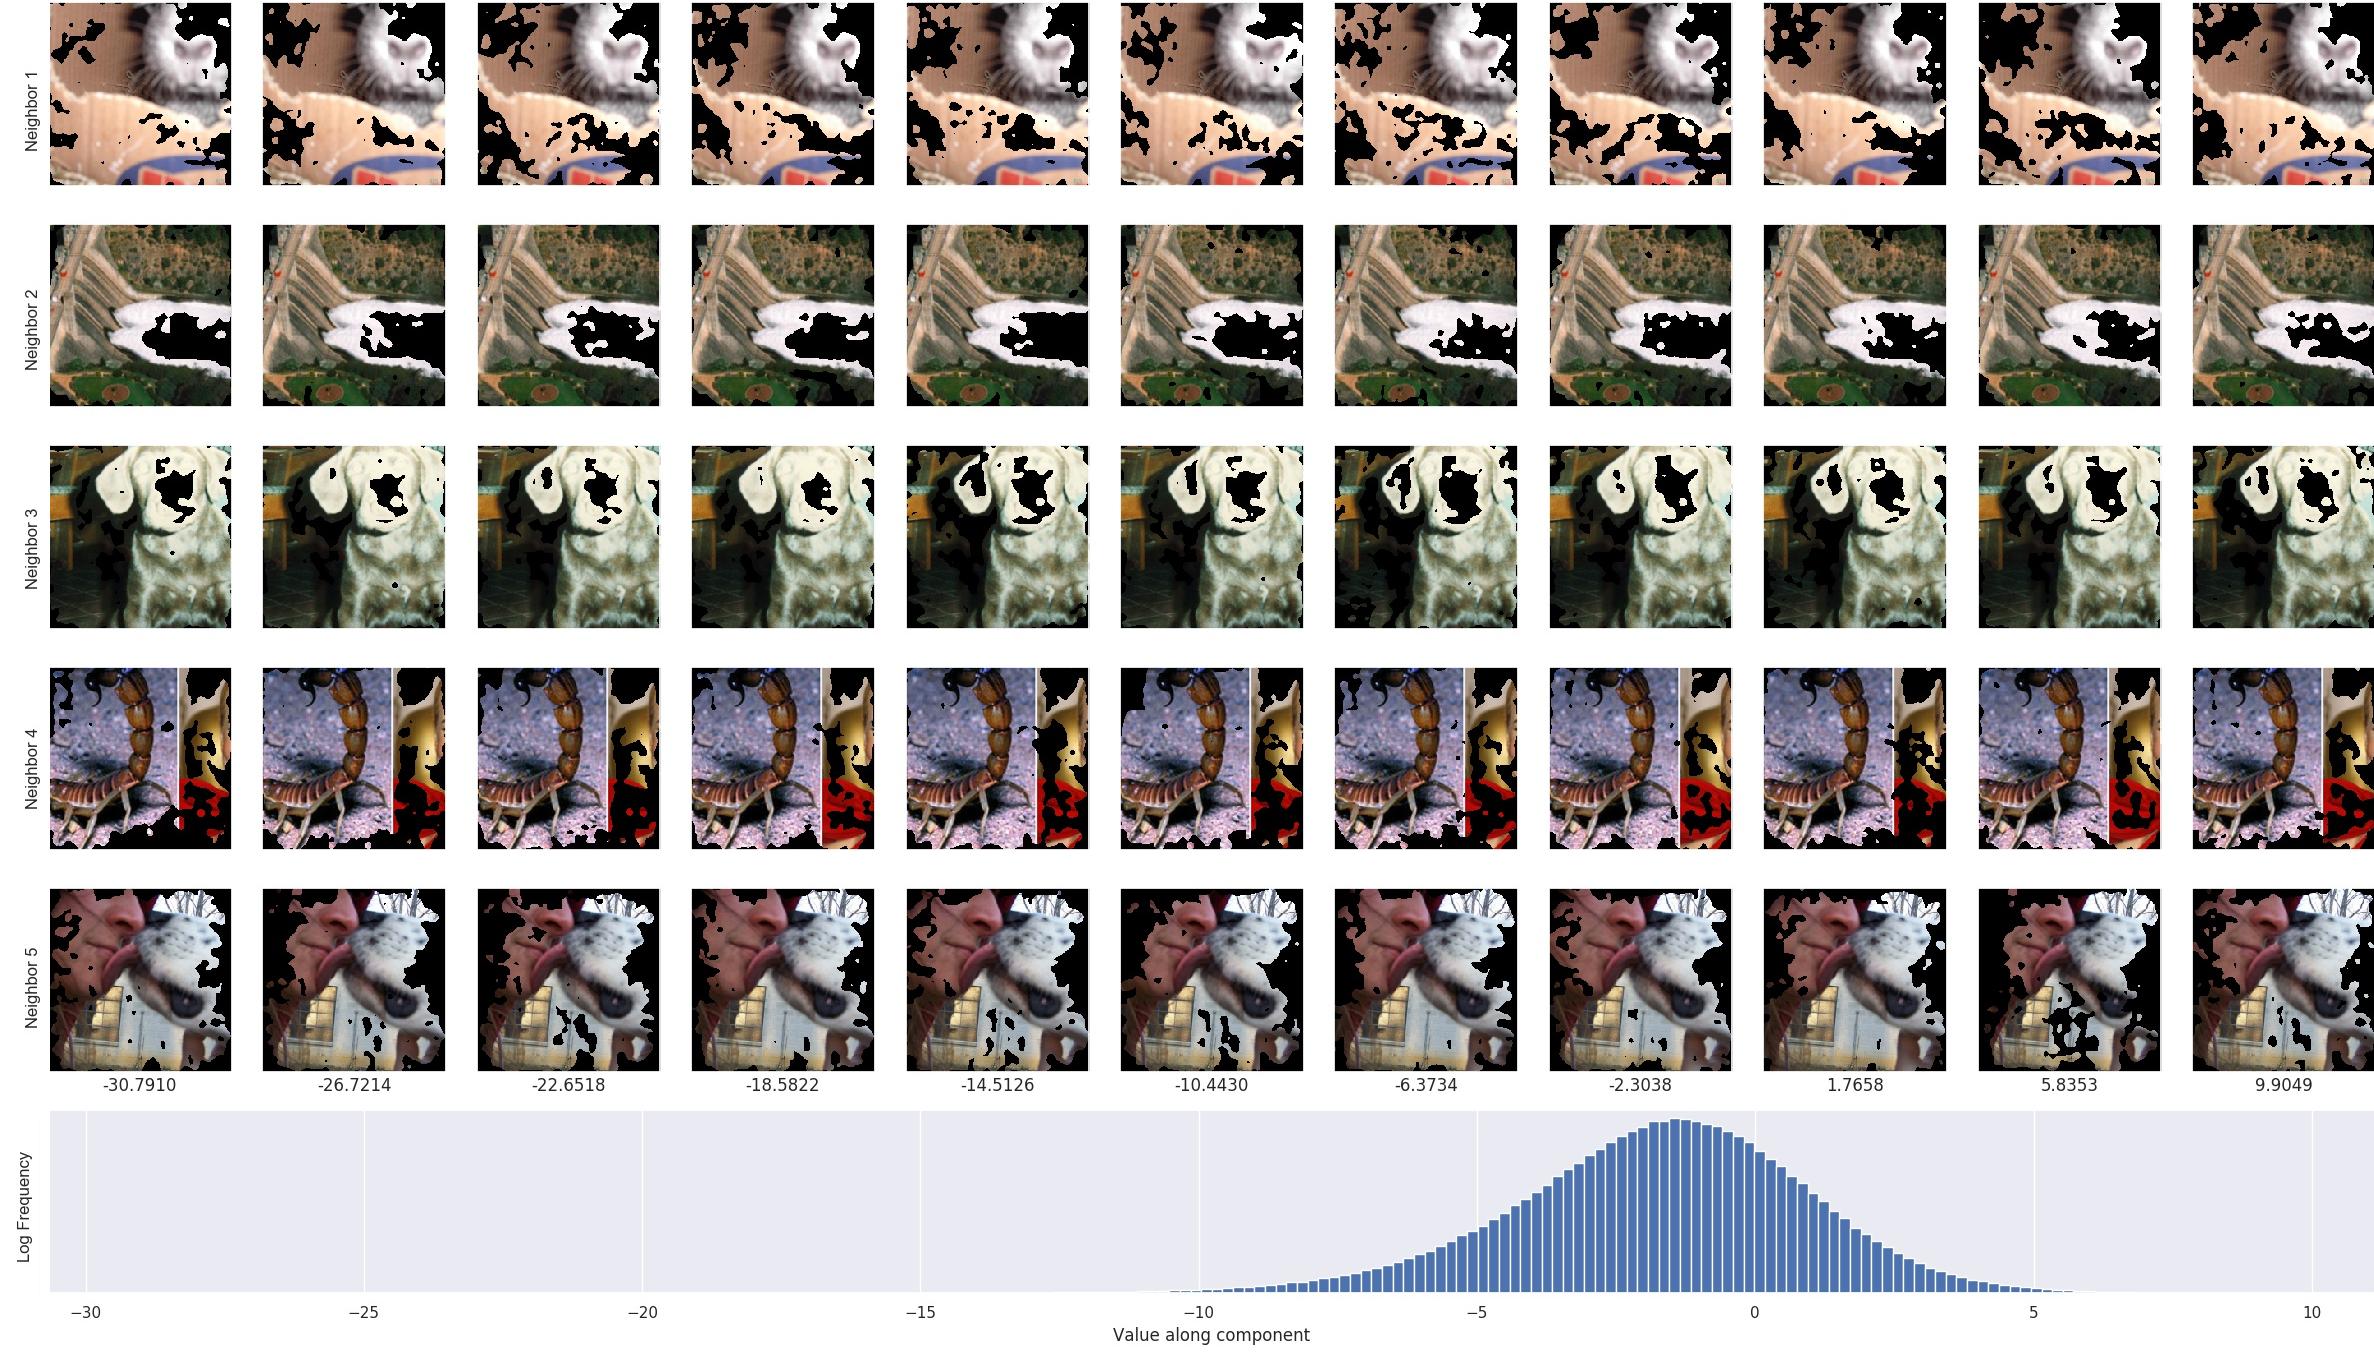 Neighbor 1
Neighbor 2
Neighbor 3
Neighbor 4
Neighbor 5
-30.7910 -26.7214 -22.6518 -18.5822 -14.5126 -10.4430 -6.3734 -2.3038 1.7658 5.8353 9.9049
Log Frequency
−30 −25 −20 −15 −10 −5 0 5 10
Value along component